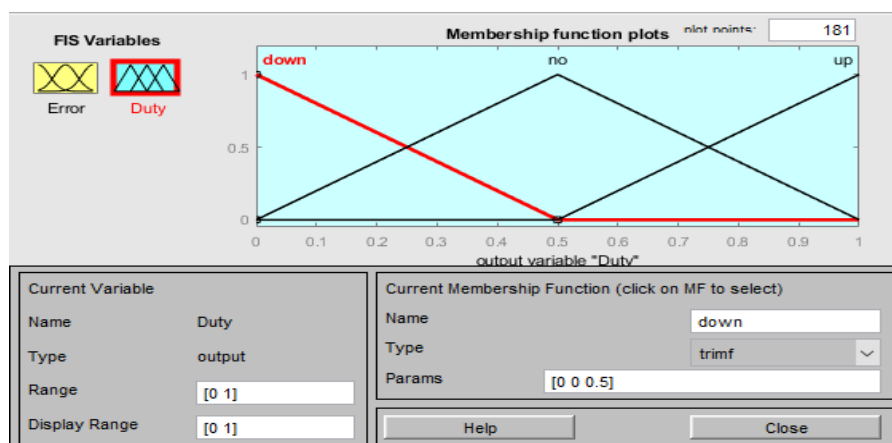 FIS Variables
Membership function plots plot points: 181
down no up
1
0.5
0
Error Duty
0 0.1 0.2 0.3 0.4 0.5 0.6 0.7 0.8 0.9 1
output variable "Duty"
Current Variable
Name Duty
Type output
Range [0 1]
Display Range [0 1]
Current Membership Function (click on MF to select)
Name down
Type trimf
Params [0 0 0.5]
Help Close